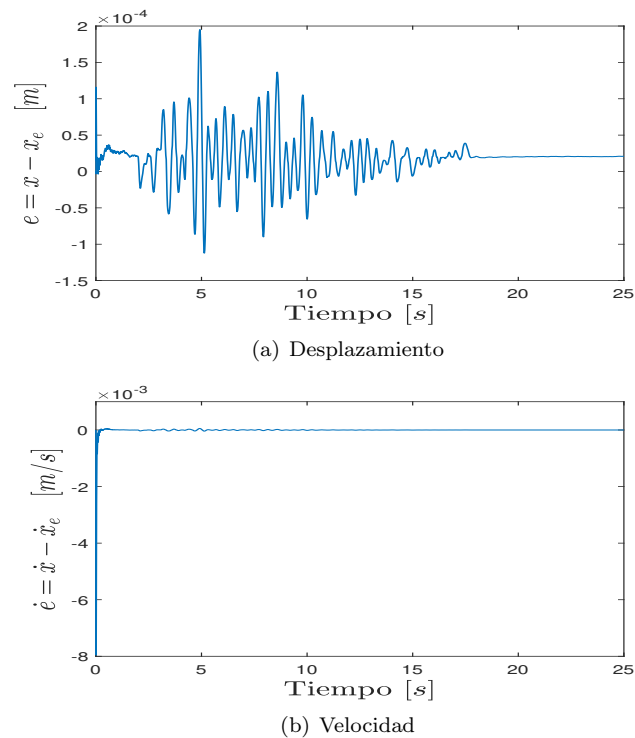 ×10⁻⁴
2
1.5
1
0.5
0
-0.5
-1
-1.5
e = x − xₑ [m]
0 5 10 15 20 25
Tiempo [s]
(a) Desplazamiento
×10⁻³
0
-2
-4
-6
-8
ė = ẋ − ẋₑ [m/s]
0 5 10 15 20 25
Tiempo [s]
(b) Velocidad